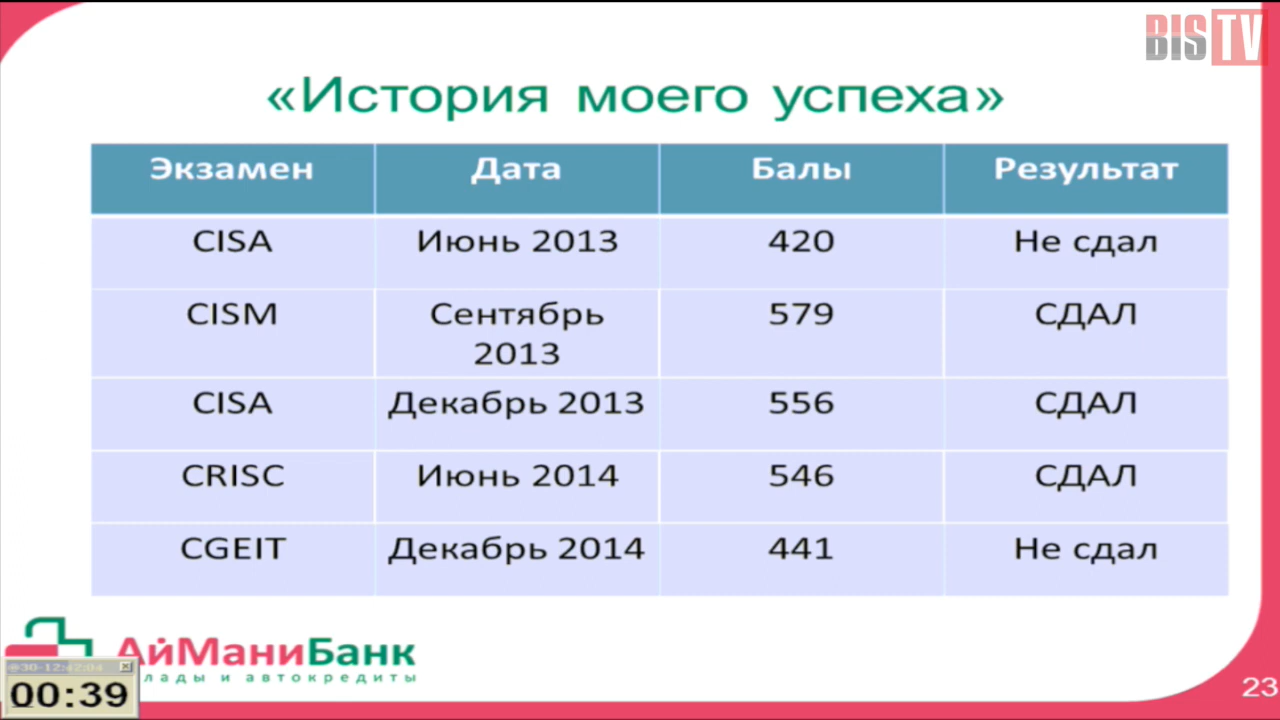 BIS TV
«История моего успеха»
Экзамен Дата Балы Результат
CISA Июнь 2013 420 Не сдал
CISM Сентябрь 2013 579 СДАЛ
CISA Декабрь 2013 556 СДАЛ
CRISC Июнь 2014 546 СДАЛ
CGEIT Декабрь 2014 441 Не сдал
АйМаниБанк
лады и автокредиты
00:39
23